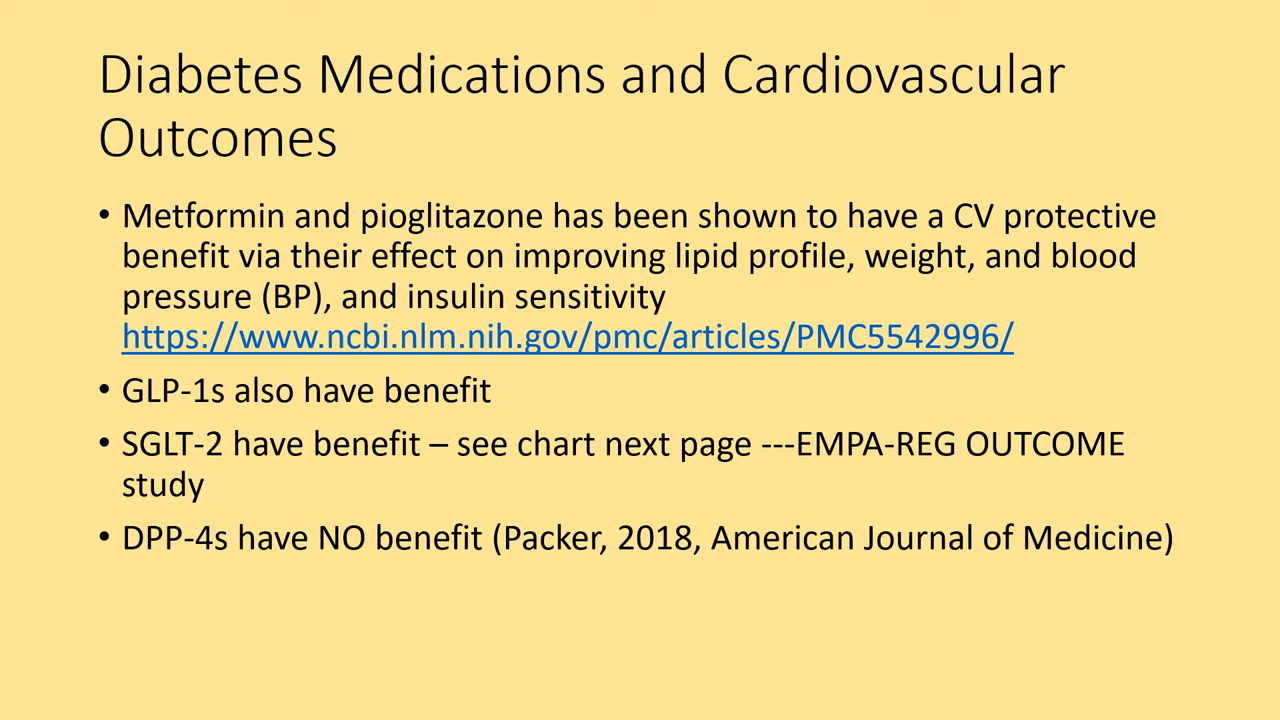 Diabetes Medications and Cardiovascular
Outcomes
• Metformin and pioglitazone has been shown to have a CV protective
benefit via their effect on improving lipid profile, weight, and blood
pressure (BP), and insulin sensitivity
https://www.ncbi.nlm.nih.gov/pmc/articles/PMC5542996/
• GLP-1s also have benefit
• SGLT-2 have benefit – see chart next page ---EMPA-REG OUTCOME
study
• DPP-4s have NO benefit (Packer, 2018, American Journal of Medicine)